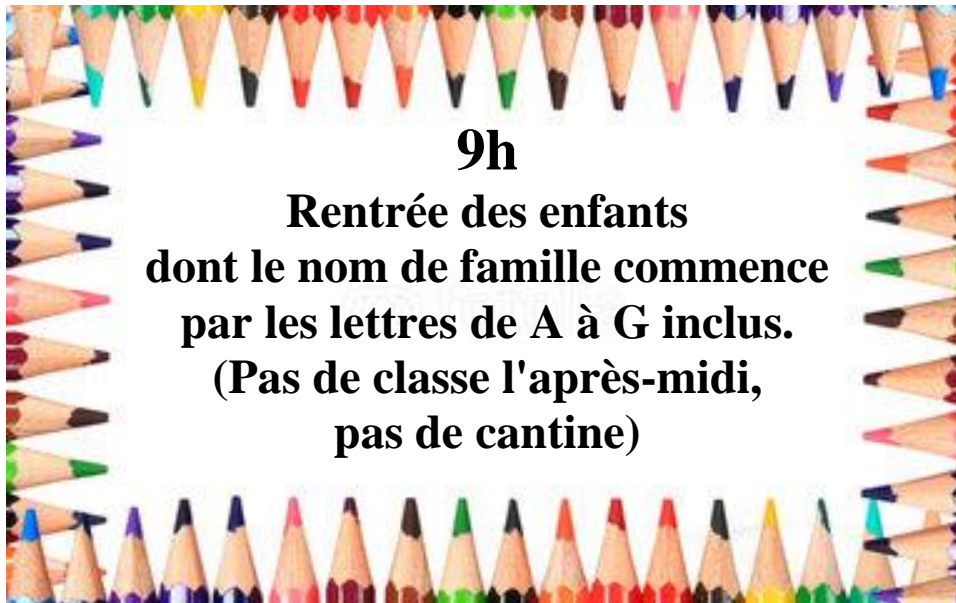 9h
Rentrée des enfants
dont le nom de famille commence
par les lettres de A à G inclus.
(Pas de classe l'après-midi,
pas de cantine)